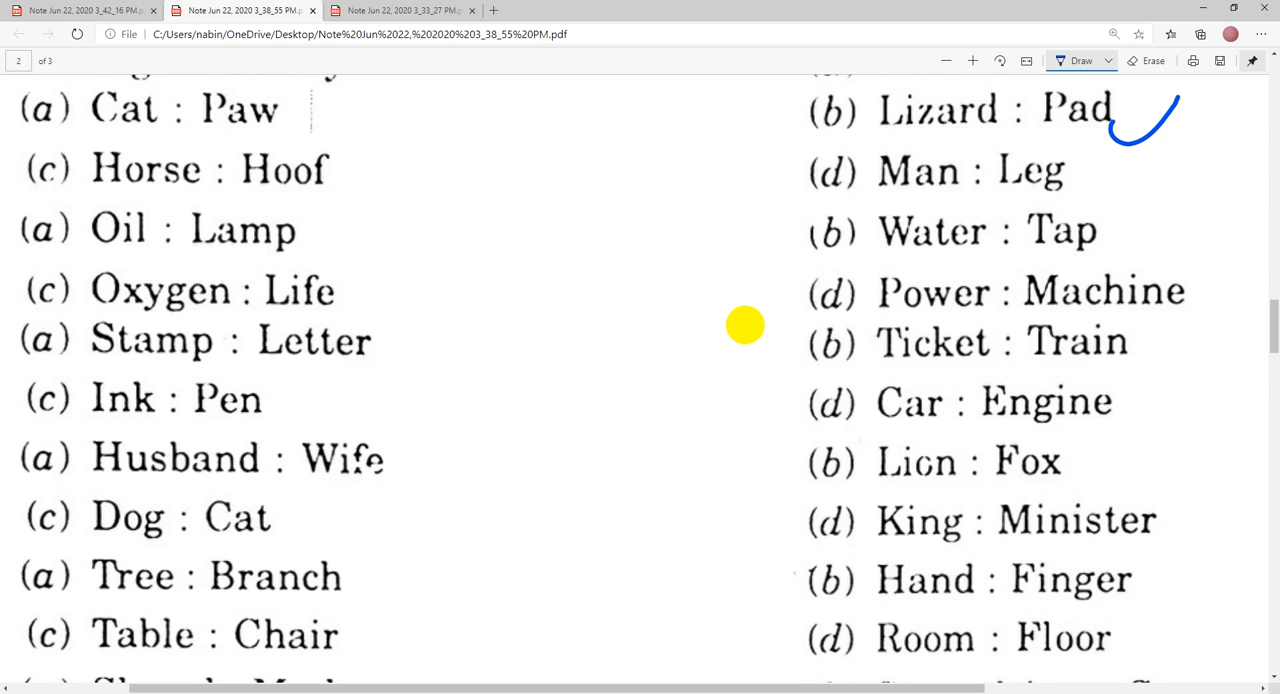 Note Jun 22, 2020 3_42_16 PM.p Note Jun 22, 2020 3_38_55 PM.p Note Jun 22, 2020 3_33_27 PM.p
File C:/Users/nabin/OneDrive/Desktop/Note%20Jun%2022,%202020%203_38_55%20PM.pdf
2 of 3 Draw Erase
(a) Cat : Paw (b) Lizard : Pad
(c) Horse : Hoof (d) Man : Leg
(a) Oil : Lamp (b) Water : Tap
(c) Oxygen : Life (d) Power : Machine
(a) Stamp : Letter (b) Ticket : Train
(c) Ink : Pen (d) Car : Engine
(a) Husband : Wife (b) Lion : Fox
(c) Dog : Cat (d) King : Minister
(a) Tree : Branch (b) Hand : Finger
(c) Table : Chair (d) Room : Floor